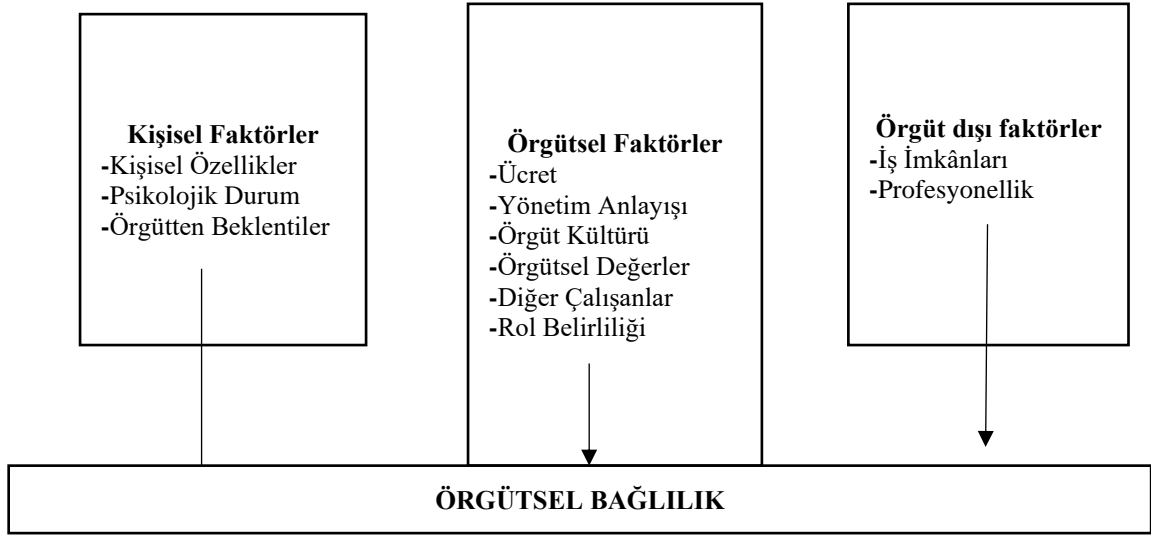 Kişisel Faktörler
-Kişisel Özellikler
-Psikolojik Durum
-Örgütten Beklentiler
Örgütsel Faktörler
-Ücret
-Yönetim Anlayışı
-Örgüt Kültürü
-Örgütsel Değerler
-Diğer Çalışanlar
-Rol Belirliliği
Örgüt dışı faktörler
-İş İmkânları
-Profesyonellik
ÖRGÜTSEL BAĞLILIK